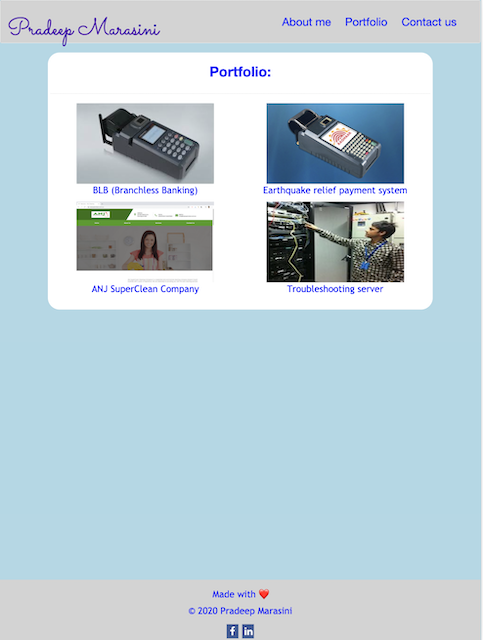 Pradeep Marasini
About me Portfolio Contact us
Portfolio:
BLB (Branchless Banking)
Earthquake relief payment system
ANJ
ANJ SuperClean Company
Troubleshooting server
Made with ❤️
© 2020 Pradeep Marasini